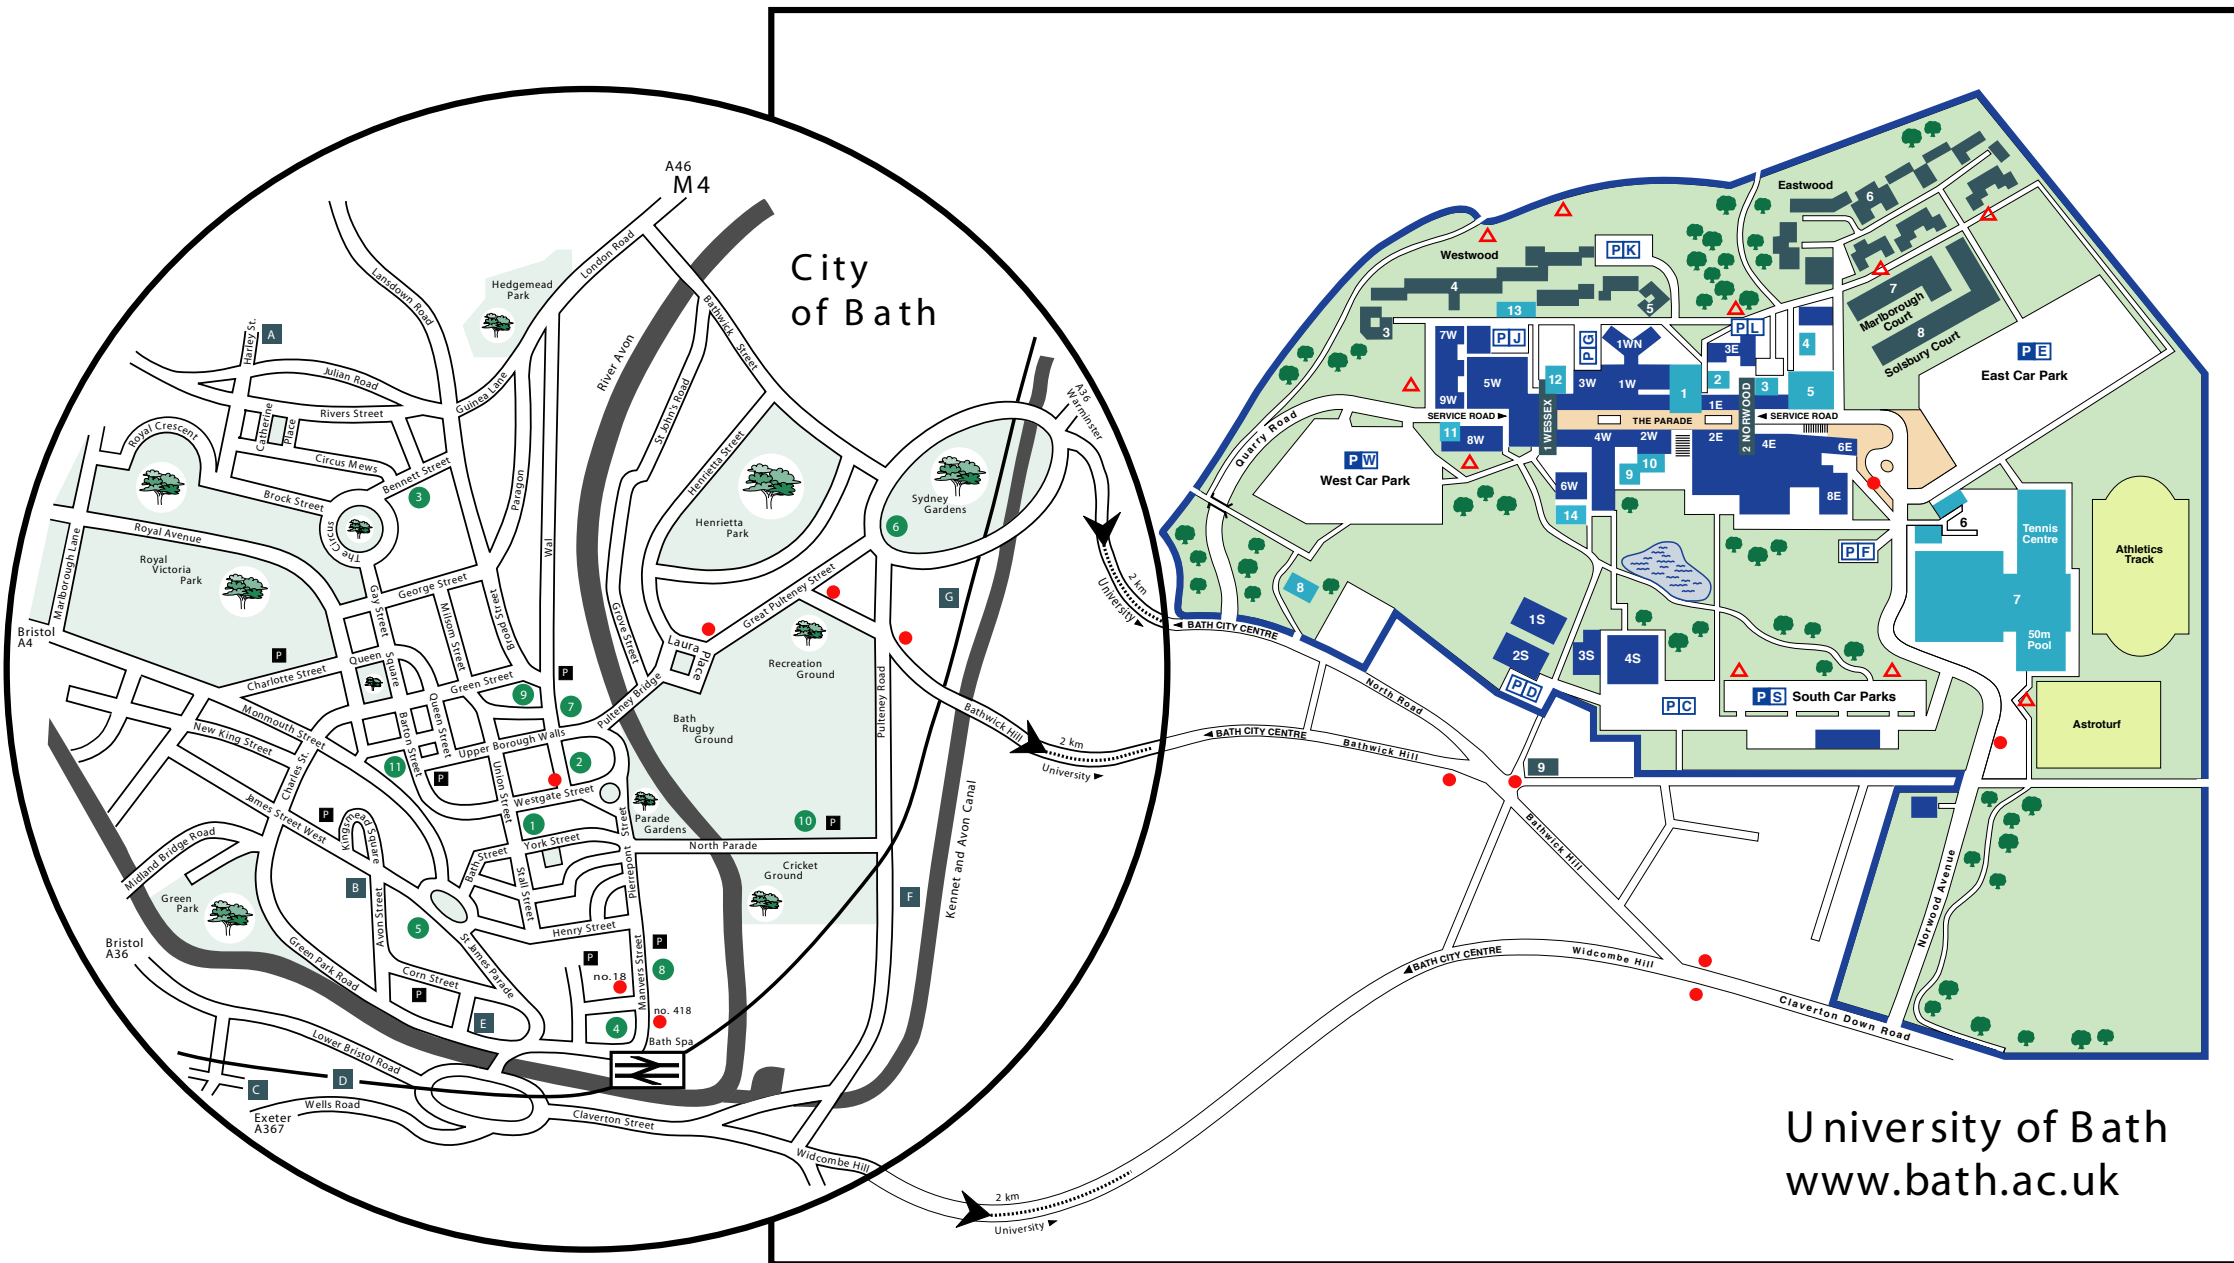 A46
M4
City
of Bath
Hedgemead
Park
London Road
Lansdown Road
Bathwick
Street
River Avon
A
Harley St.
Julian Road
Guinea Lane
Rivers Street
Catherine
Place
Royal Crescent
Circus Mews
Bennett Street
3
Brock Street
The Circus
Paragon
Wal
St John's Road
Henrietta Street
Henrietta
Park
Sydney
Gardens
6
A36
Warminster
2 km
University
Royal Avenue
Royal
Victoria
Park
Marlborough Lane
Bristol
A4
George Street
Gay Street
Milsom Street
Broad Street
Grove Street
Great Pulteney Street
G
Laura
Place
Recreation
Ground
P
Charlotte Street
Queen
Square
Green Street
P
9
7
Pulteney Bridge
Queen Street
Barton Street
Monmouth Street
New King Street
Upper Borough Walls
Bath
Rugby
Ground
Pulteney Road
Bathwick Hill
2 km
University
11
P
2
Union Street
Westgate Street
Charles St.
James Street West
P
Kingsmead Square
1
York Street
Street
Parade
Gardens
10
P
North Parade
Kennet and Avon Canal
Midland Bridge Road
Bath Street
Stall Street
Pierrepont
Cricket
Ground
B
Green
Park
Avon Street
5
F
Henry Street
Bristol
A36
Green Park Road
St James Parade
Corn Street
P
P
P
no.18
8
Manvers Street
no. 418
4
E
Bath Spa
Lower Bristol Road
D
C
Wells Road
Exeter
A367
Claverton Street
Widcombe Hill
2 km
University
Eastwood
6
P K
Westwood
4
5
13
3
7
Marlborough
Court
8
Solsbury Court
P L
P J
P G
7W
1WN
3E
4
P E
East Car Park
5W
12
3W
1W
1
2
3
5
9W
1E
SERVICE ROAD
THE PARADE
SERVICE ROAD
1 WESSEX
2 NORWOOD
11
8W
4W
2W
2E
4E
6E
Quarry Road
P W
West Car Park
10
9
6W
8E
14
6
Tennis
Centre
Athletics
Track
P F
8
7
50m
Pool
1S
2S
3S
4S
BATH CITY CENTRE
P D
P C
P S South Car Parks
Astroturf
North Road
BATH CITY CENTRE
Bathwick Hill
9
Bathwick Hill
Norwood Avenue
BATH CITY CENTRE
Widcombe Hill
Claverton Down Road
University of Bath
www.bath.ac.uk